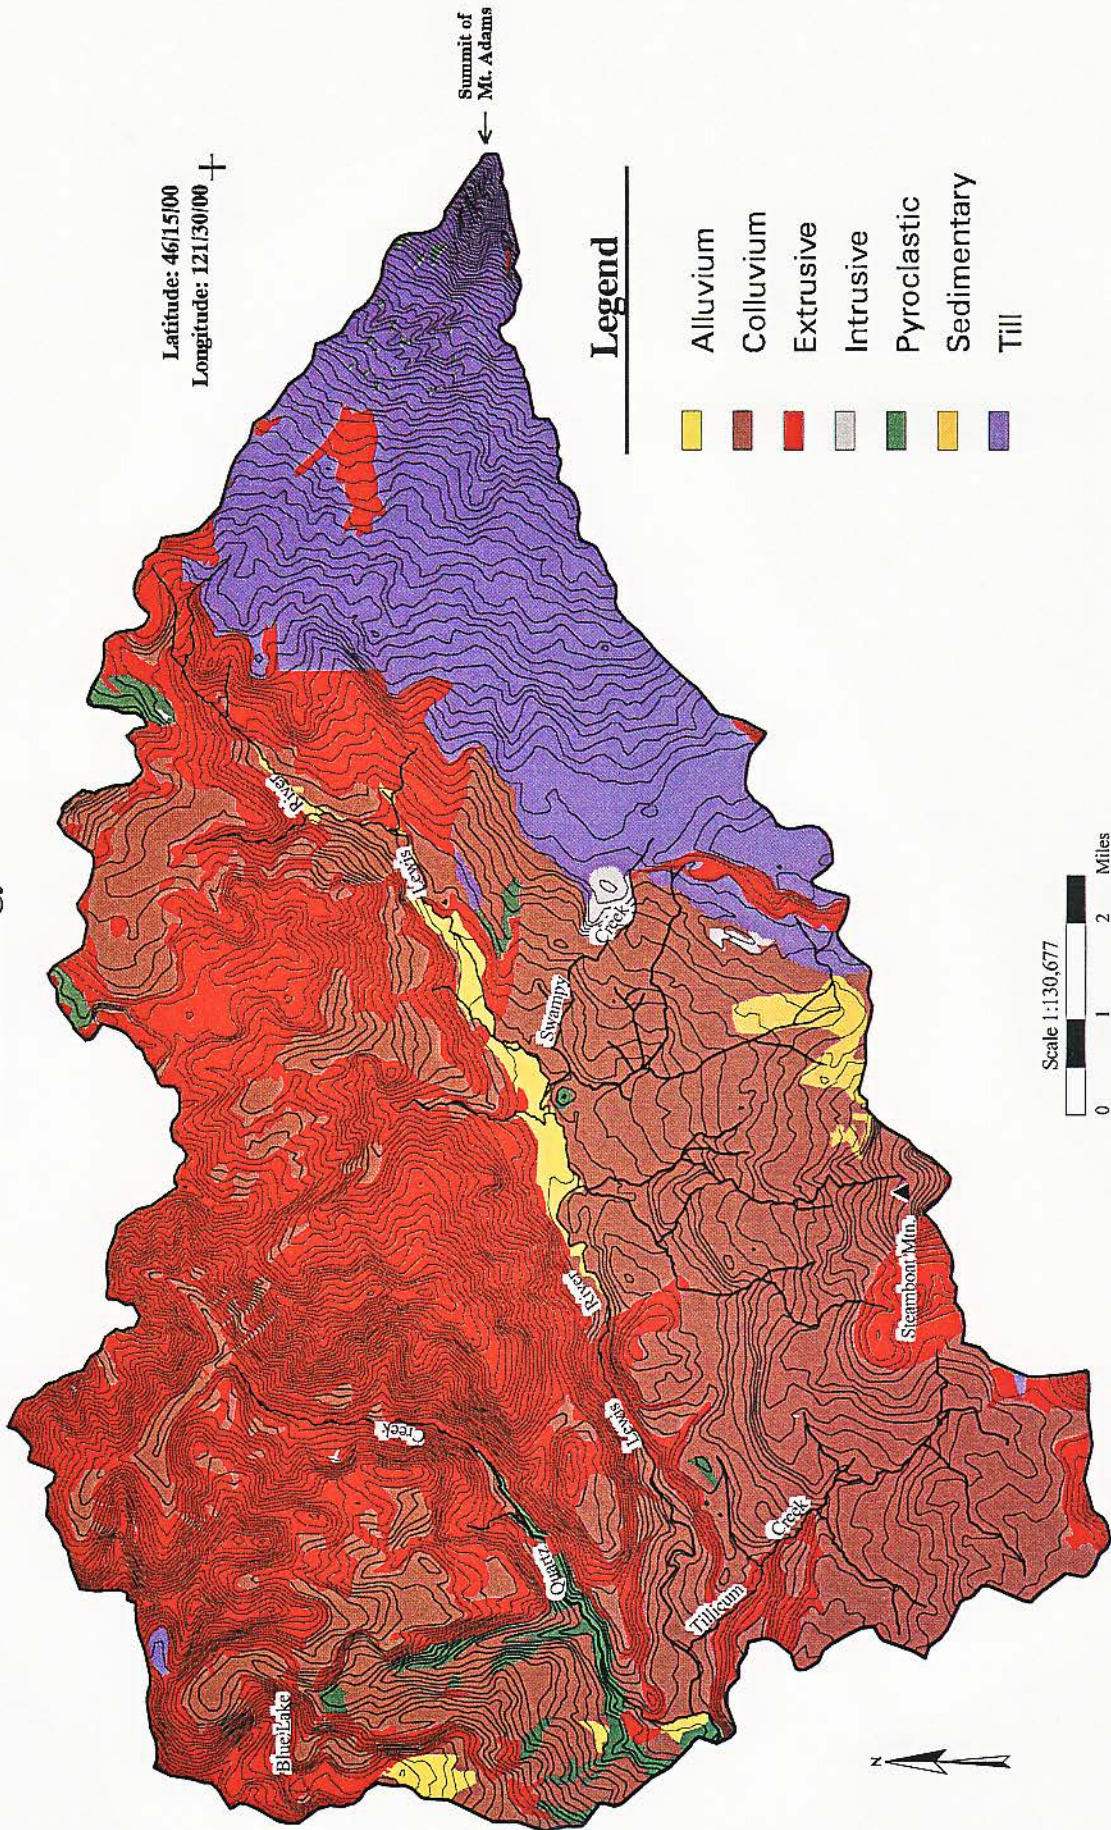 Summit of
Mt. Adams
Latitude: 46/15/00
Longitude: 121/30/00
River
Lewis
Creek
Swampy
River
Lewis
Creek
Quartz
Creek
Tillicum
Blue Lake
Steamboat Mtn.
Legend
Alluvium
Colluvium
Extrusive
Intrusive
Pyroclastic
Sedimentary
Till
Scale 1:130,677
0 1 2 Miles
N